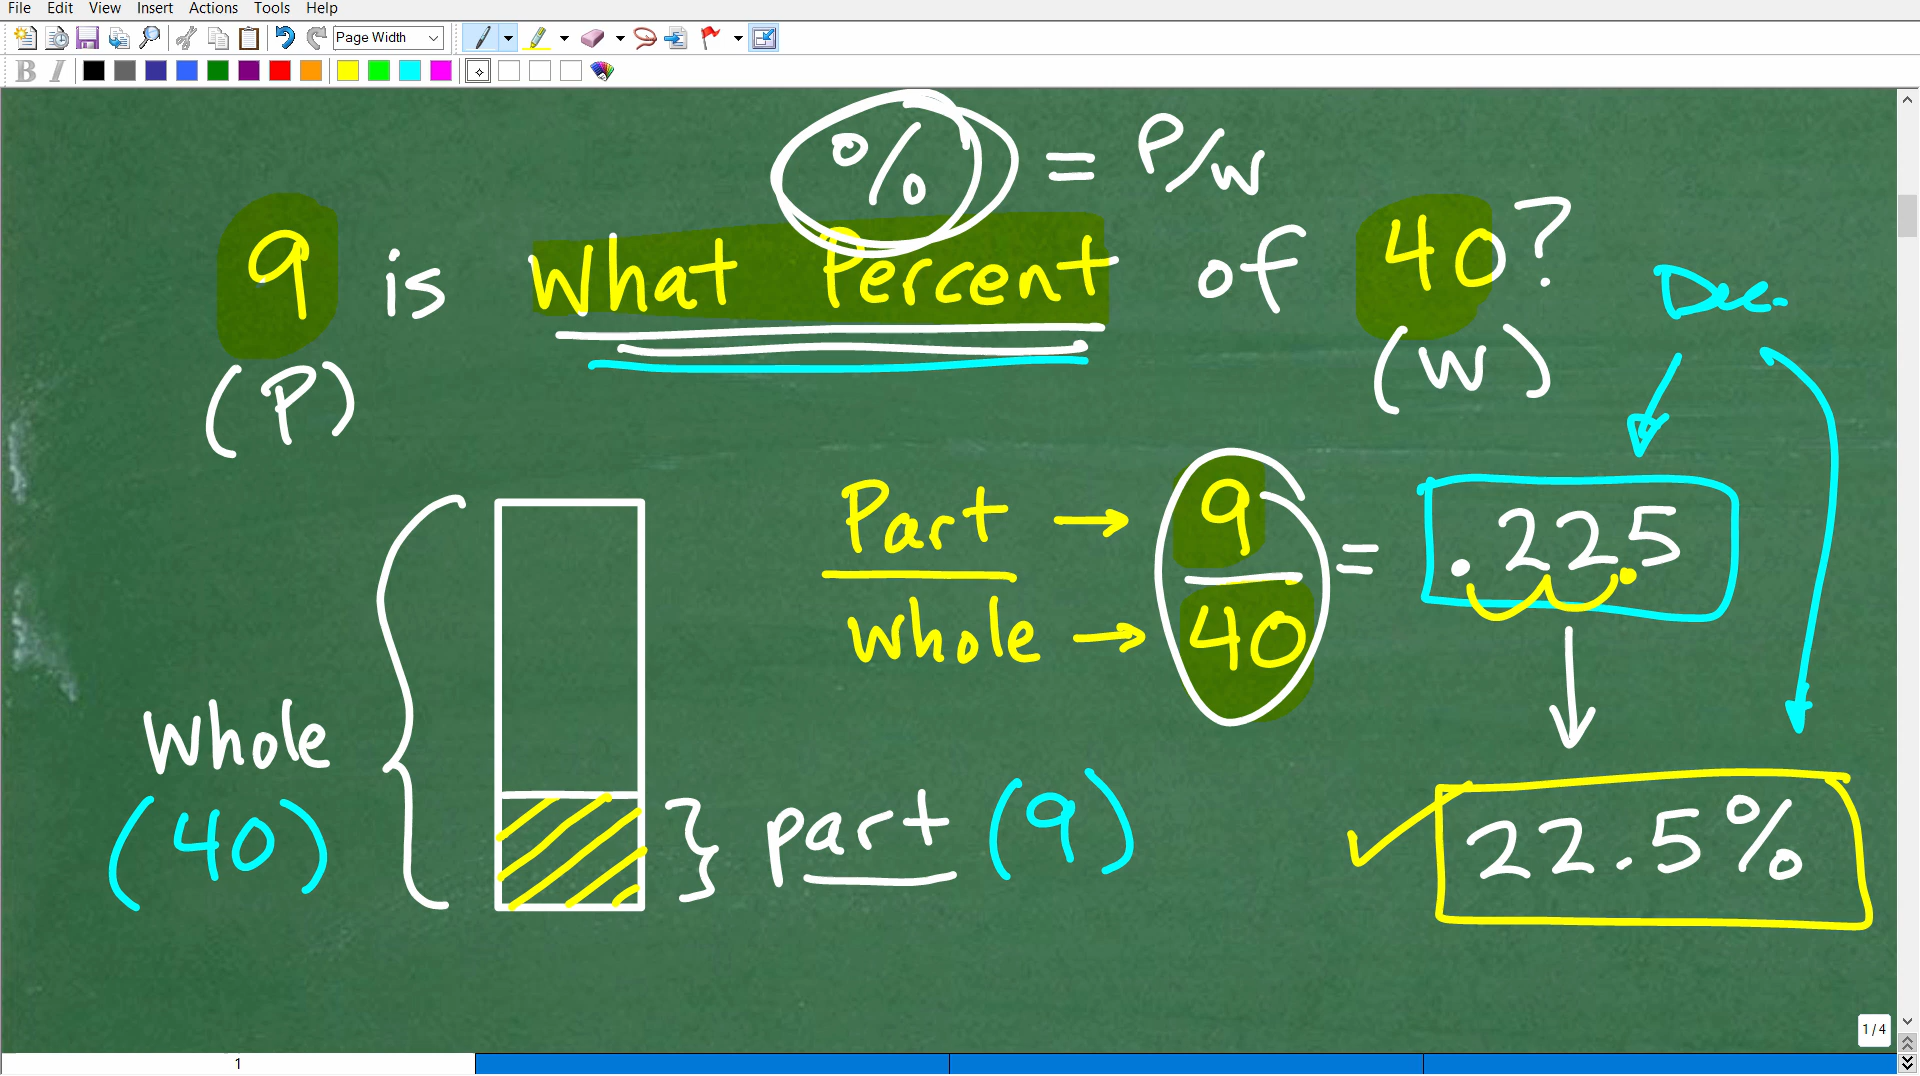 File Edit View Insert Actions Tools Help
Page Width
B I
% = P/W
9 is What Percent of 40?
(P) (W)
Dec.
Part → 9
Whole → 40
= .225
Whole
(40)
} part (9)
22.5%
1 / 4
1